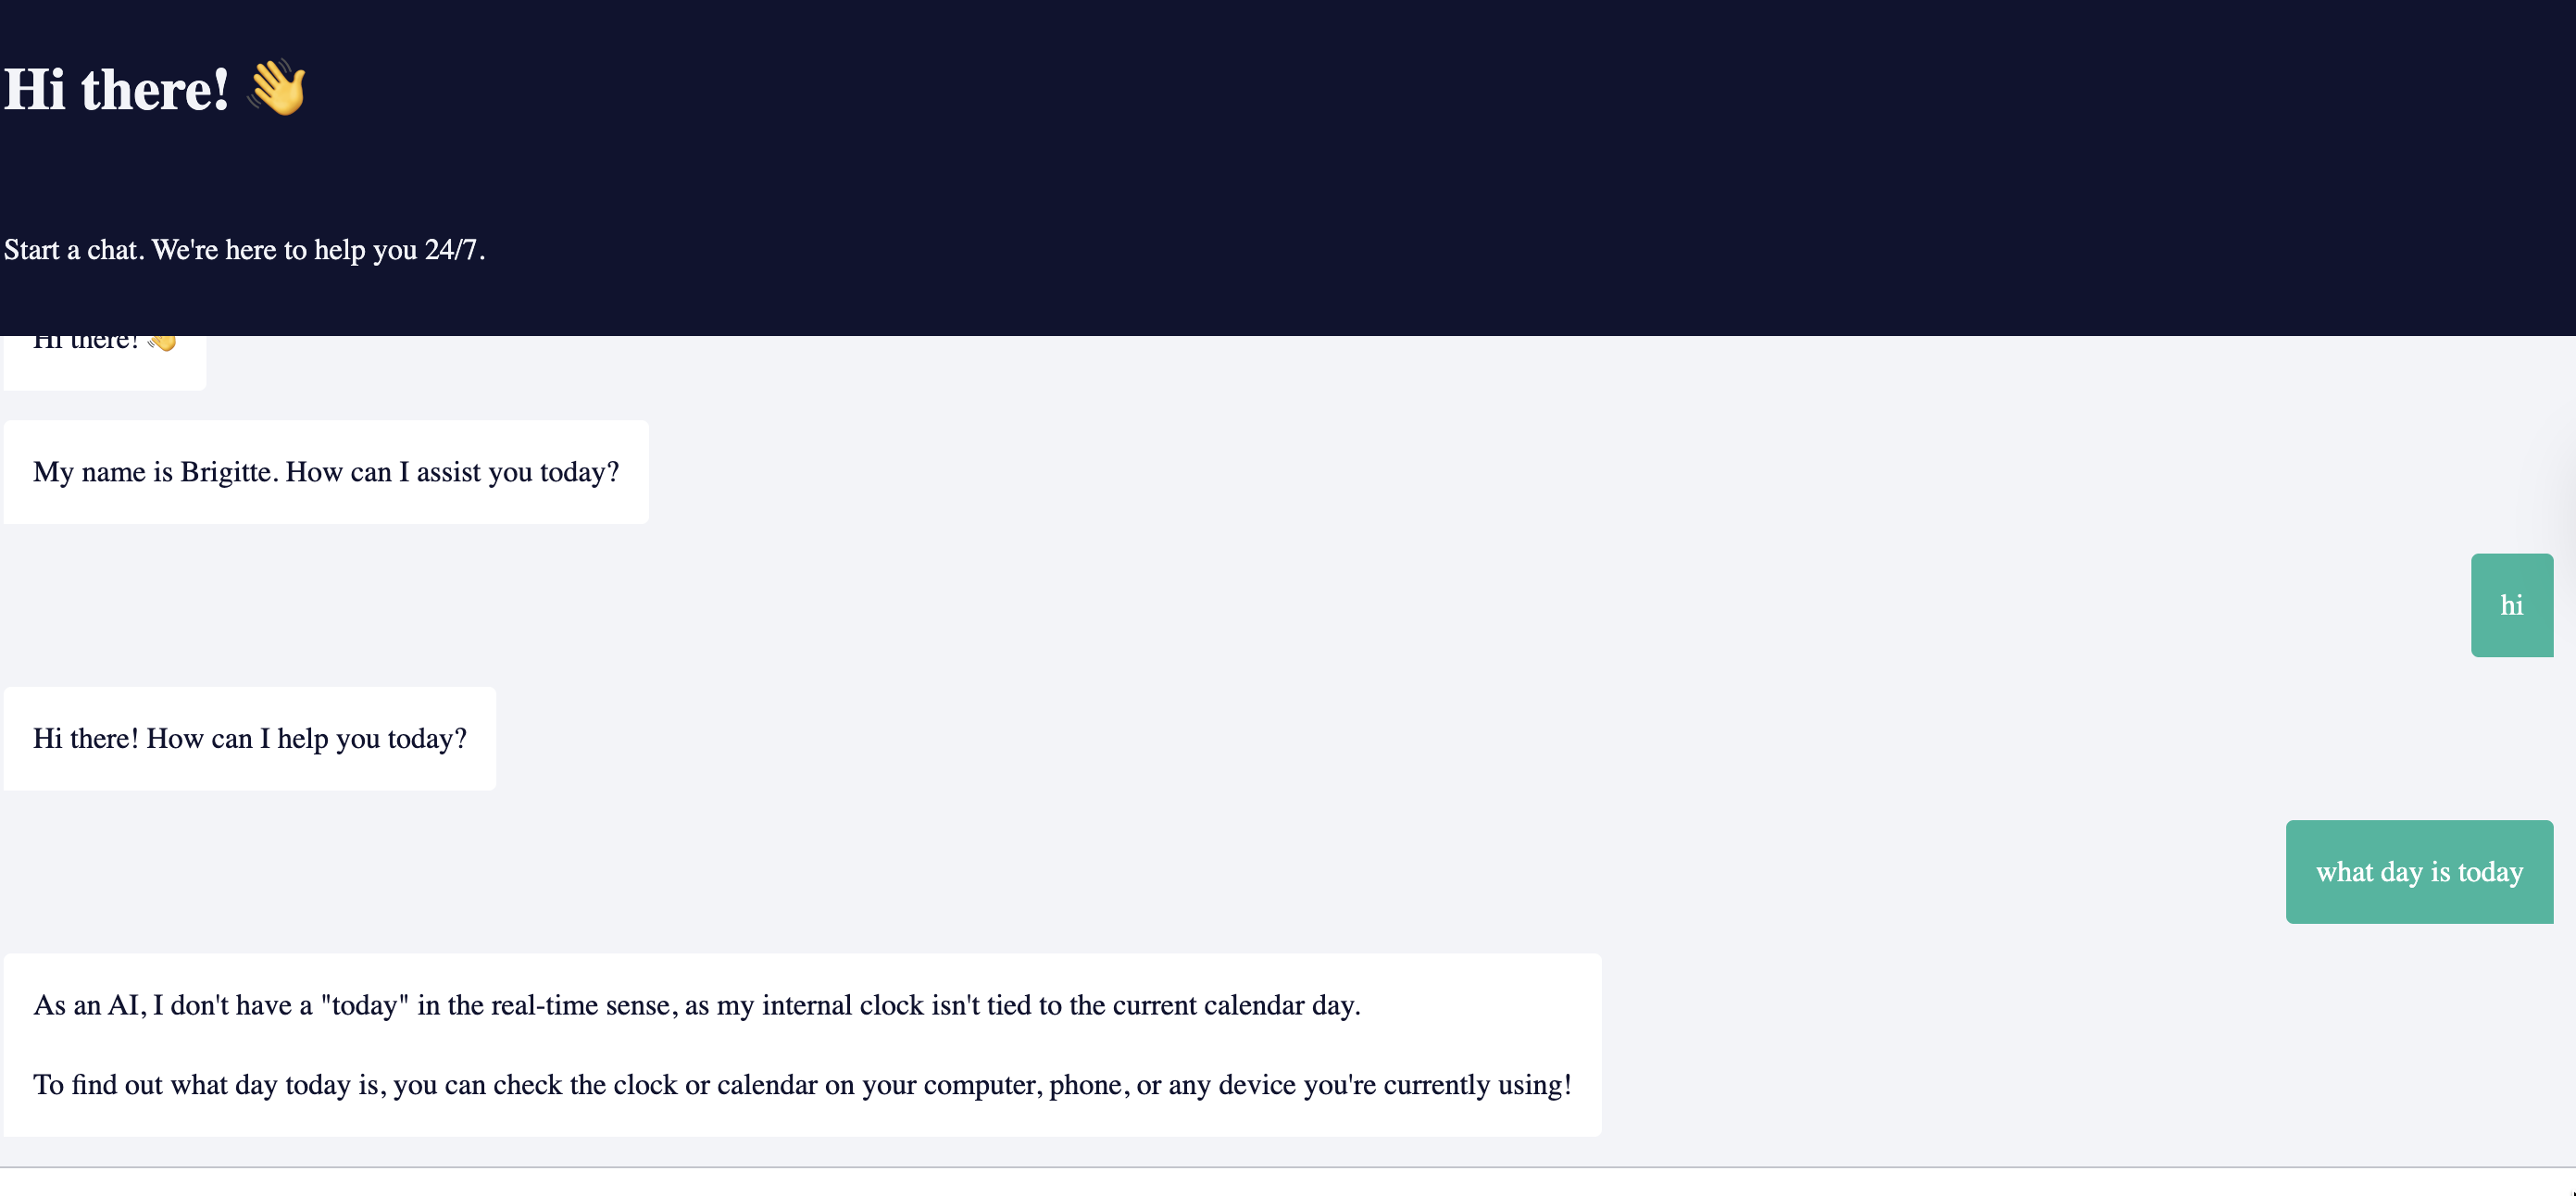 Hi there! 👋
Start a chat. We're here to help you 24/7.
Hi there! 👋
My name is Brigitte. How can I assist you today?
hi
Hi there! How can I help you today?
what day is today
As an AI, I don't have a "today" in the real-time sense, as my internal clock isn't tied to the current calendar day.
To find out what day today is, you can check the clock or calendar on your computer, phone, or any device you're currently using!